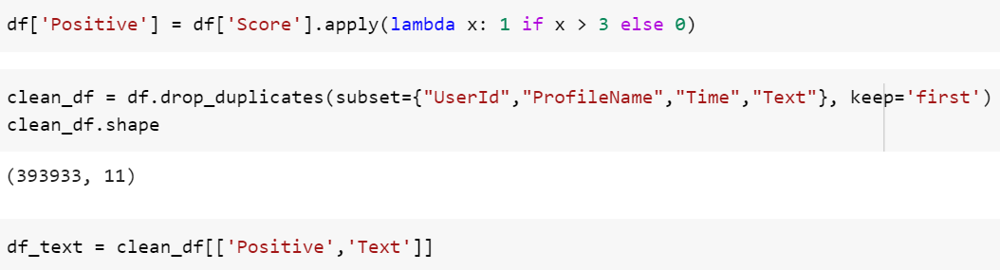 df['Positive'] = df['Score'].apply(lambda x: 1 if x > 3 else 0)
clean_df = df.drop_duplicates(subset={"UserId","ProfileName","Time","Text"}, keep='first')
clean_df.shape
(393933, 11)
df_text = clean_df[['Positive','Text']]